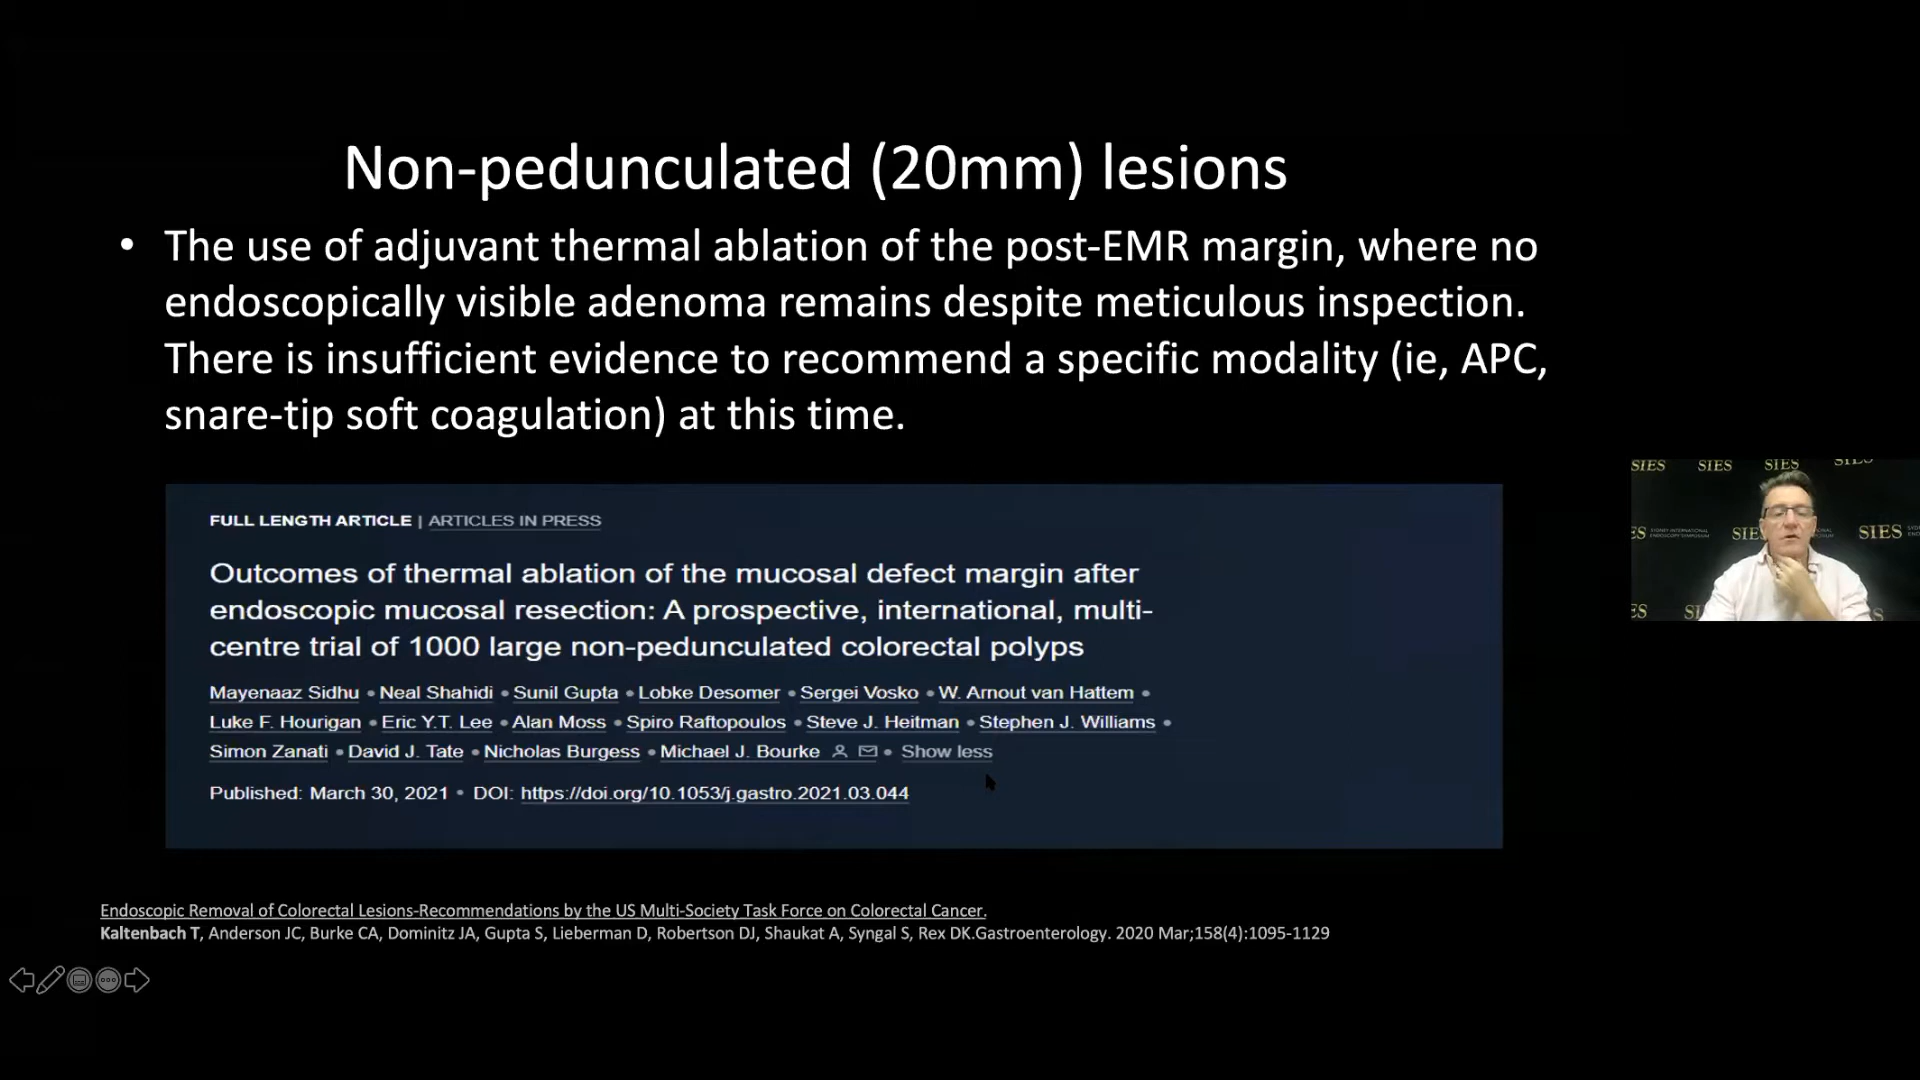 Non-pedunculated (20mm) lesions
• The use of adjuvant thermal ablation of the post-EMR margin, where no
endoscopically visible adenoma remains despite meticulous inspection.
There is insufficient evidence to recommend a specific modality (ie, APC,
snare-tip soft coagulation) at this time.
FULL LENGTH ARTICLE | ARTICLES IN PRESS
Outcomes of thermal ablation of the mucosal defect margin after
endoscopic mucosal resection: A prospective, international, multi-
centre trial of 1000 large non-pedunculated colorectal polyps
Mayenaaz Sidhu • Neal Shahidi • Sunil Gupta • Lobke Desomer • Sergei Vosko • W. Arnout van Hattem •
Luke F. Hourigan • Eric Y.T. Lee • Alan Moss • Spiro Raftopoulos • Steve J. Heitman • Stephen J. Williams •
Simon Zanati • David J. Tate • Nicholas Burgess • Michael J. Bourke • Show less
Published: March 30, 2021 • DOI: https://doi.org/10.1053/j.gastro.2021.03.044
SIES SIES SIES SIES
SIES
Endoscopic Removal of Colorectal Lesions-Recommendations by the US Multi-Society Task Force on Colorectal Cancer.
Kaltenbach T, Anderson JC, Burke CA, Dominitz JA, Gupta S, Lieberman D, Robertson DJ, Shaukat A, Syngal S, Rex DK.Gastroenterology. 2020 Mar;158(4):1095-1129